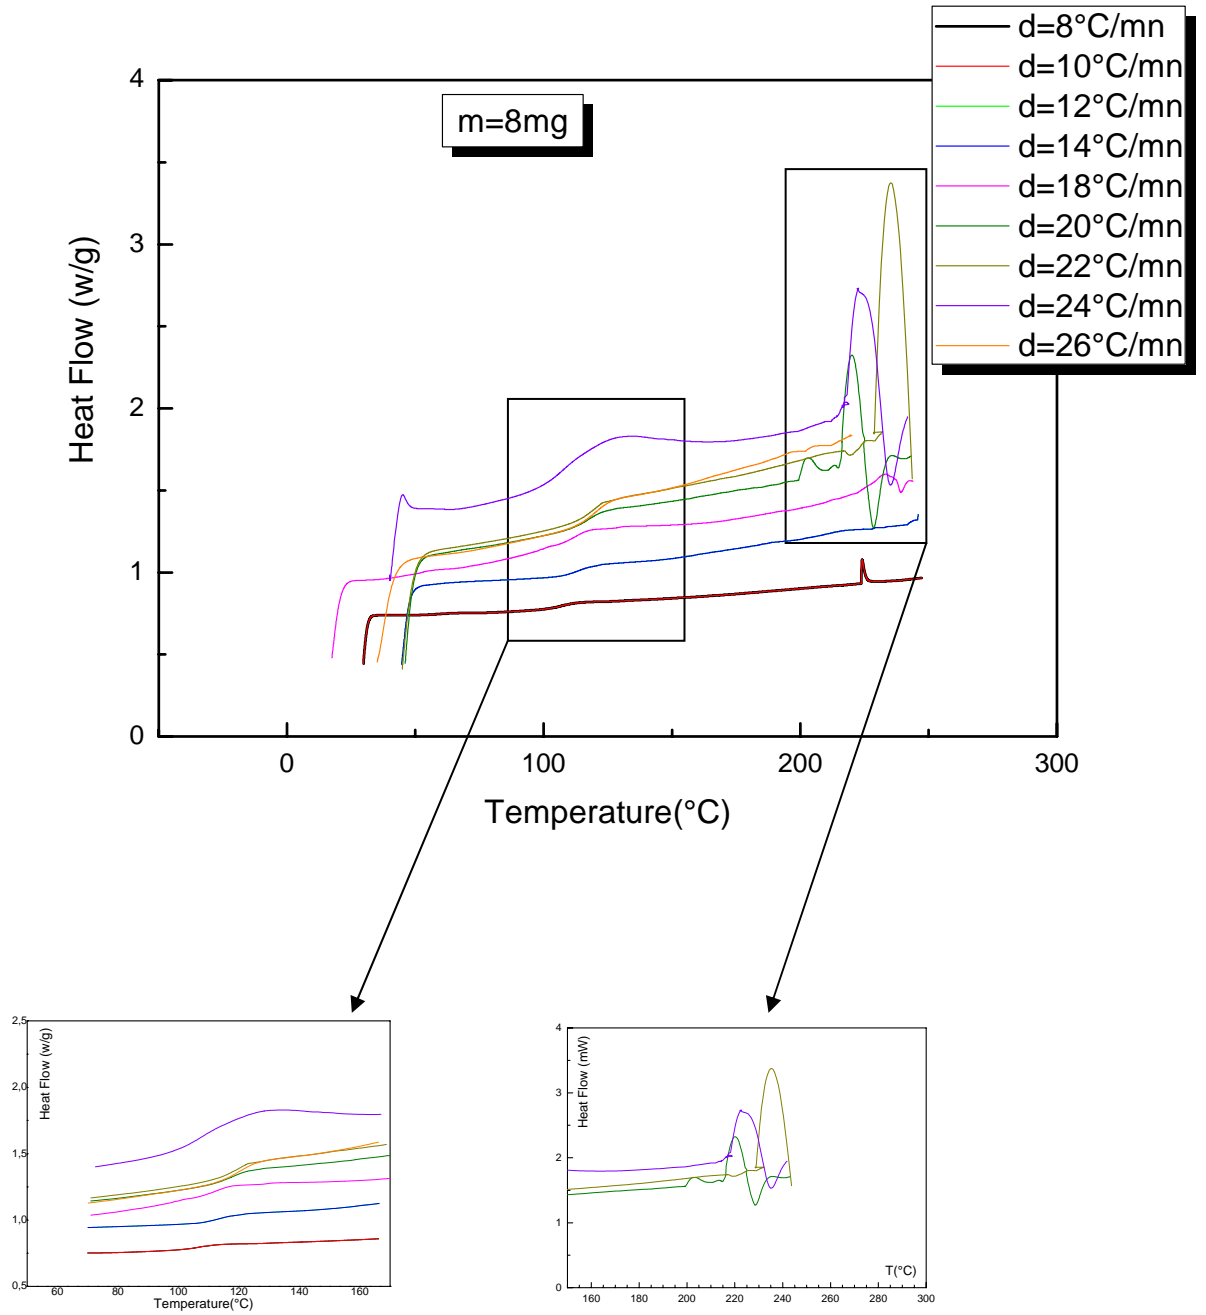 d=8°C/mn
d=10°C/mn
d=12°C/mn
d=14°C/mn
d=18°C/mn
d=20°C/mn
d=22°C/mn
d=24°C/mn
d=26°C/mn
m=8mg
4
3
2
1
0
Heat Flow (w/g)
0 100 200 300
Temperature(°C)
2,5
2,0
1,5
1,0
0,5
Heat Flow (w/g)
60 80 100 120 140 160
Temperature(°C)
4
3
2
1
0
Heat Flow (mW)
T(°C)
160 180 200 220 240 260 280 300